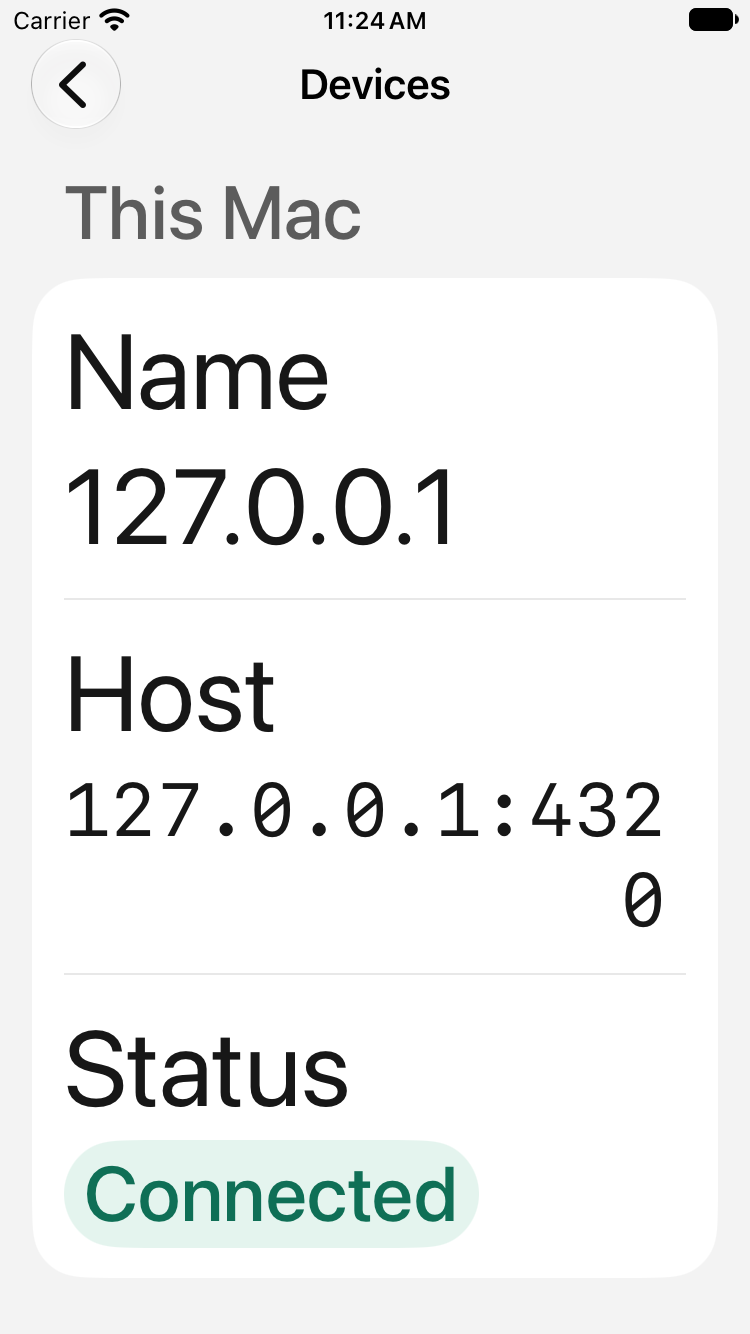 Carrier 11:24 AM
Devices
This Mac
Name
127.0.0.1
Host
127.0.0.1:432
0
Status
Connected